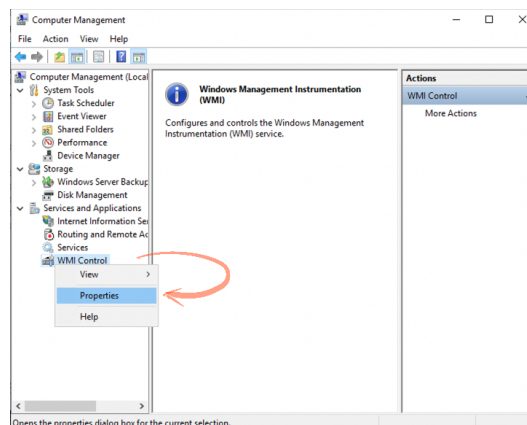 Computer Management
File Action View Help
Computer Management (Local
System Tools
Task Scheduler
Event Viewer
Shared Folders
Performance
Device Manager
Storage
Windows Server Backup
Disk Management
Services and Applications
Internet Information Ser
Routing and Remote Ac
Services
WMI Control
View
Properties
Help
Windows Management Instrumentation
(WMI)
Configures and controls the Windows Management
Instrumentation (WMI) service.
Actions
WMI Control
More Actions
Opens the properties dialog box for the current selection.